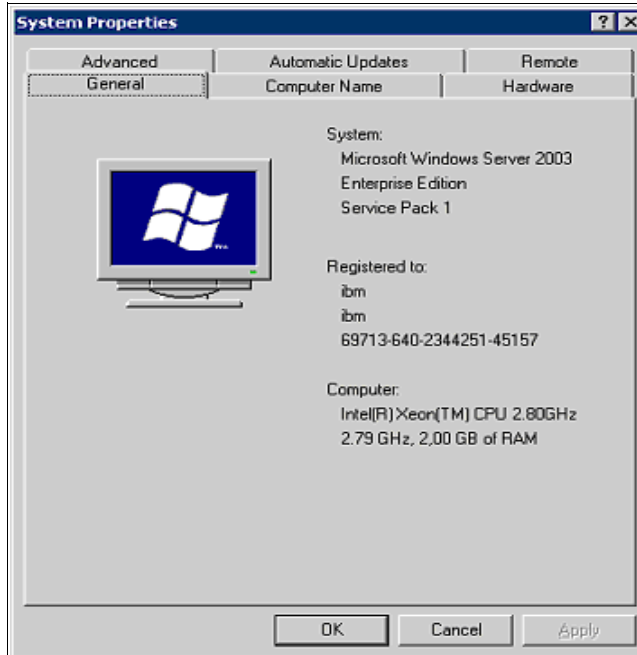 System Properties
Advanced Automatic Updates Remote
General Computer Name Hardware
System:
Microsoft Windows Server 2003
Enterprise Edition
Service Pack 1
Registered to:
ibm
ibm
69713-640-2344251-45157
Computer:
Intel(R) Xeon(TM) CPU 2.80GHz
2.79 GHz, 2,00 GB of RAM
OK Cancel Apply